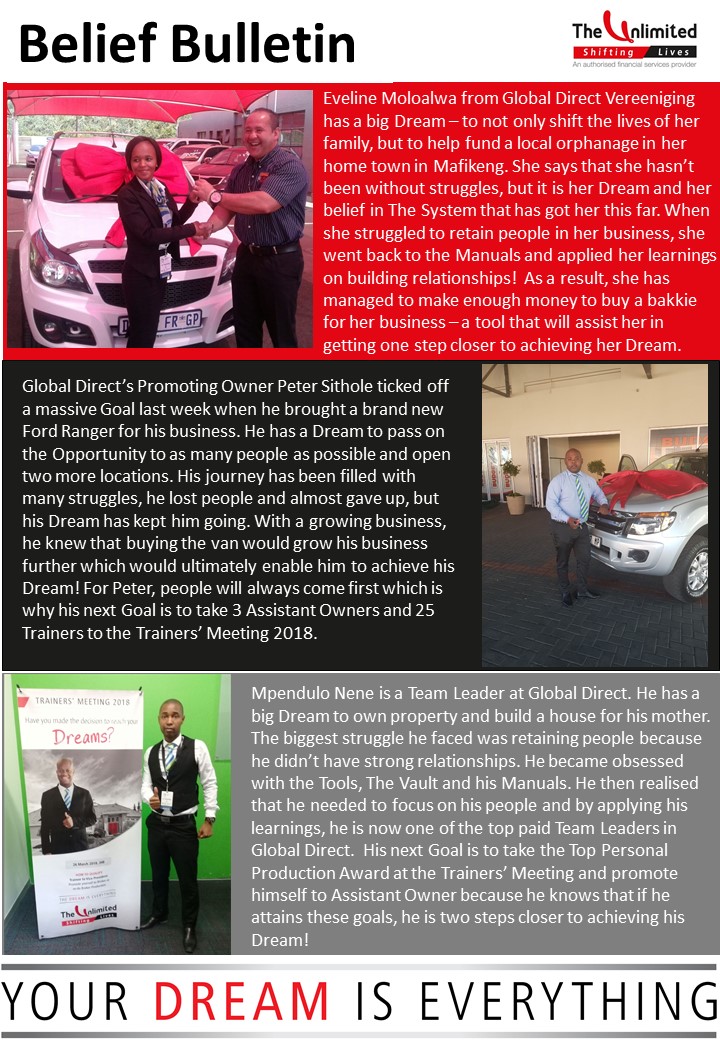 Belief Bulletin
The Unlimited
Shifting Lives
An authorised financial services provider
Eveline Moloalwa from Global Direct Vereeniging
has a big Dream – to not only shift the lives of her
family, but to help fund a local orphanage in her
home town in Mafikeng. She says that she hasn't
been without struggles, but it is her Dream and her
belief in The System that has got her this far. When
she struggled to retain people in her business, she
went back to the Manuals and applied her learnings
on building relationships! As a result, she has
managed to make enough money to buy a bakkie
for her business – a tool that will assist her in
getting one step closer to achieving her Dream.
FR GP
Global Direct's Promoting Owner Peter Sithole ticked off
a massive Goal last week when he brought a brand new
Ford Ranger for his business. He has a Dream to pass on
the Opportunity to as many people as possible and open
two more locations. His journey has been filled with
many struggles, he lost people and almost gave up, but
his Dream has kept him going. With a growing business,
he knew that buying the van would grow his business
further which would ultimately enable him to achieve his
Dream! For Peter, people will always come first which is
why his next Goal is to take 3 Assistant Owners and 25
Trainers to the Trainers' Meeting 2018.
TRAINERS' MEETING 2018
Have you made the decision to reach your
Dreams?
THE DREAM IS EVERYTHING
The Unlimited
Shifting Lives
Mpendulo Nene is a Team Leader at Global Direct. He has a
big Dream to own property and build a house for his mother.
The biggest struggle he faced was retaining people because
he didn't have strong relationships. He became obsessed
with the Tools, The Vault and his Manuals. He then realised
that he needed to focus on his people and by applying his
learnings, he is now one of the top paid Team Leaders in
Global Direct. His next Goal is to take the Top Personal
Production Award at the Trainers' Meeting and promote
himself to Assistant Owner because he knows that if he
attains these goals, he is two steps closer to achieving his
Dream!
YOUR DREAM IS EVERYTHING